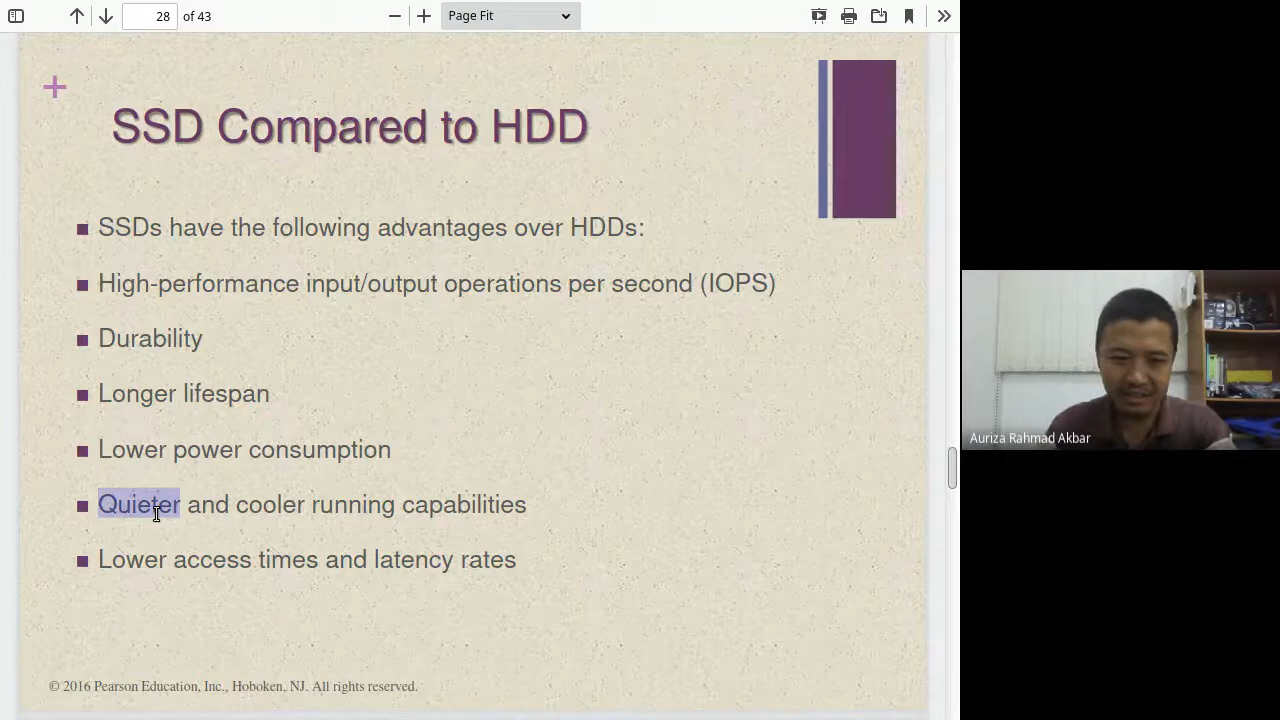 28 of 43
Page Fit
+
SSD Compared to HDD
SSDs have the following advantages over HDDs:
High-performance input/output operations per second (IOPS)
Durability
Longer lifespan
Lower power consumption
Quieter and cooler running capabilities
Lower access times and latency rates
© 2016 Pearson Education, Inc., Hoboken, NJ. All rights reserved.
Auriza Rahmad Akbar